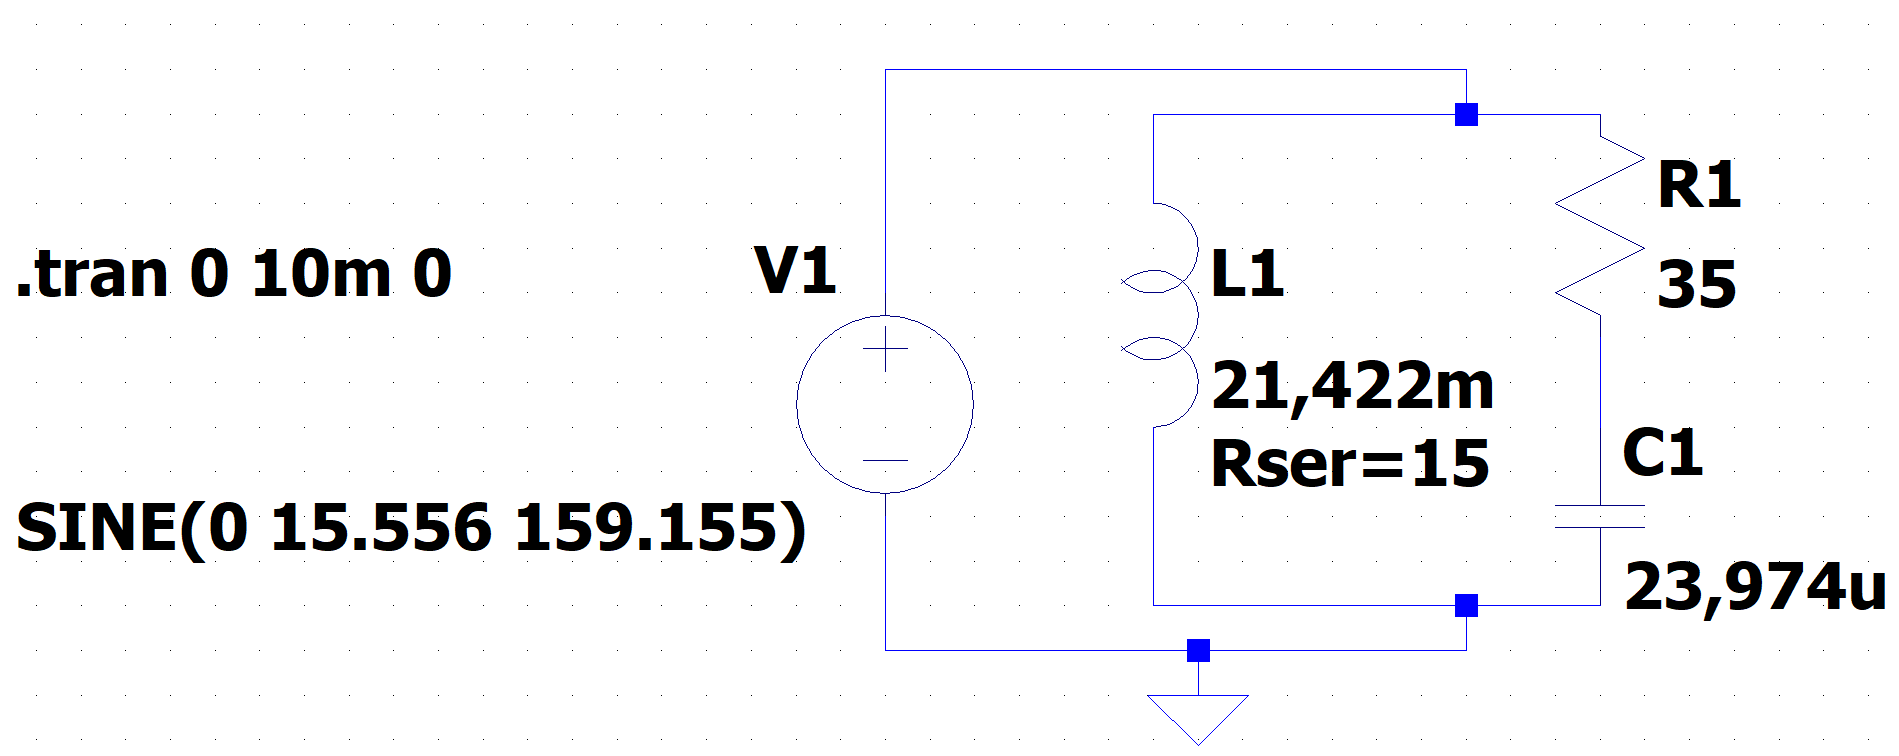 .tran 0 10m 0
SINE(0 15.556 159.155)
V1
L1
21,422m
Rser=15
R1
35
C1
23,974u